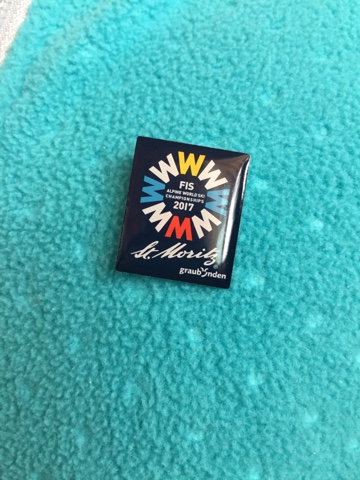 FIS
ALPINE WORLD SKI
CHAMPIONSHIPS
2017
St. Moritz
graubünden